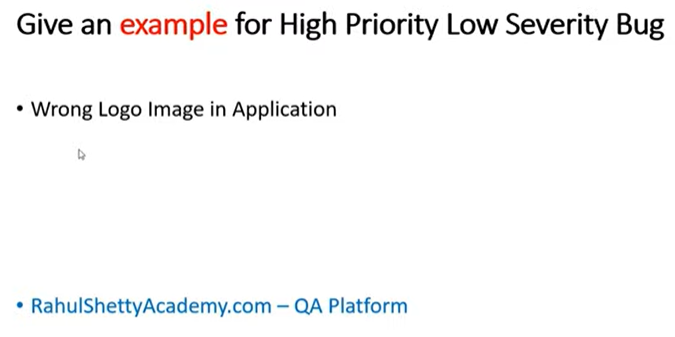 Give an example for High Priority Low Severity Bug
• Wrong Logo Image in Application
• RahulShettyAcademy.com – QA Platform